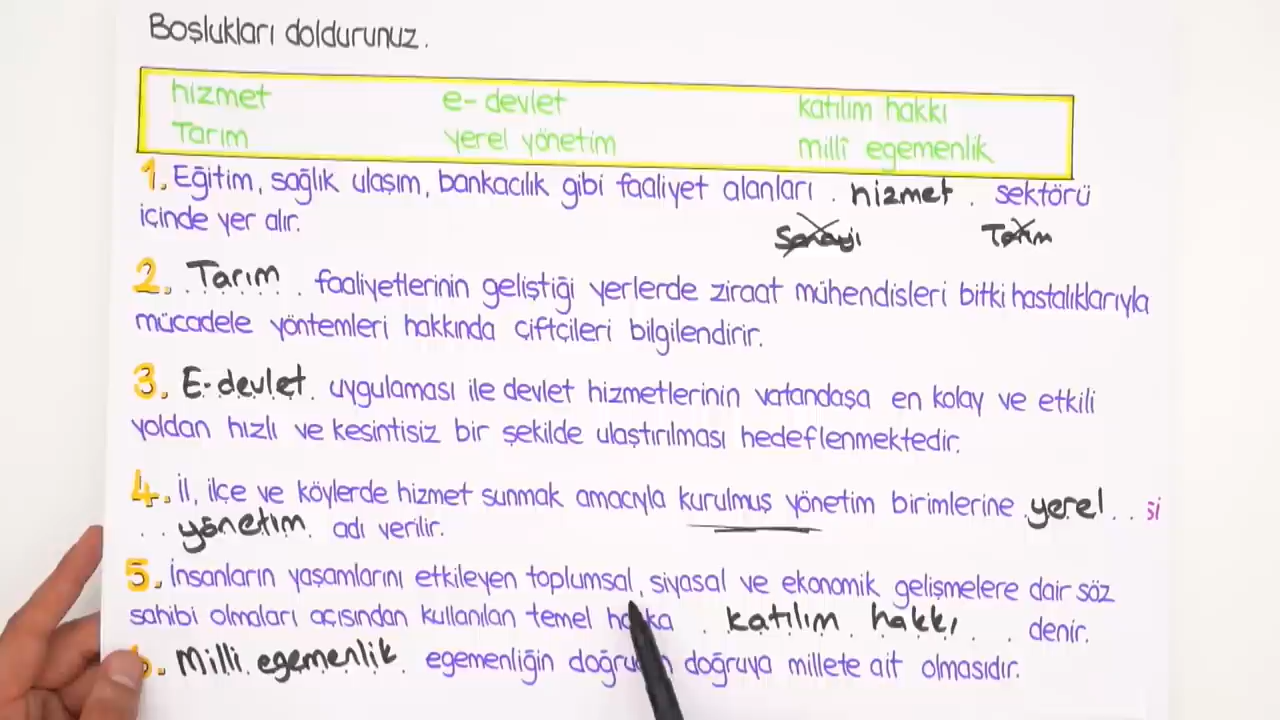 Boşlukları doldurunuz.
hizmet e-devlet katılım hakkı
Tarım yerel yönetim millî egemenlik
1. Eğitim, sağlık ulaşım, bankacılık gibi faaliyet alanları . hizmet . sektörü
içinde yer alır. Sanayi Tarım
2. Tarım . faaliyetlerinin geliştiği yerlerde ziraat mühendisleri bitki hastalıklarıyla
mücadele yöntemleri hakkında çiftçileri bilgilendirir.
3. E-devlet . uygulaması ile devlet hizmetlerinin vatandaşa en kolay ve etkili
yoldan hızlı ve kesintisiz bir şekilde ulaştırılması hedeflenmektedir.
4. İl, ilçe ve köylerde hizmet sunmak amacıyla kurulmuş yönetim birimlerine yerel . . si
. . yönetim . adı verilir.
5. İnsanların yaşamlarını etkileyen toplumsal, siyasal ve ekonomik gelişmelere dair söz
sahibi olmaları açısından kullanılan temel . katılım hakkı . . denir.
Milli egemenlik . egemenliğin doğrudan doğruya millete ait olmasıdır.